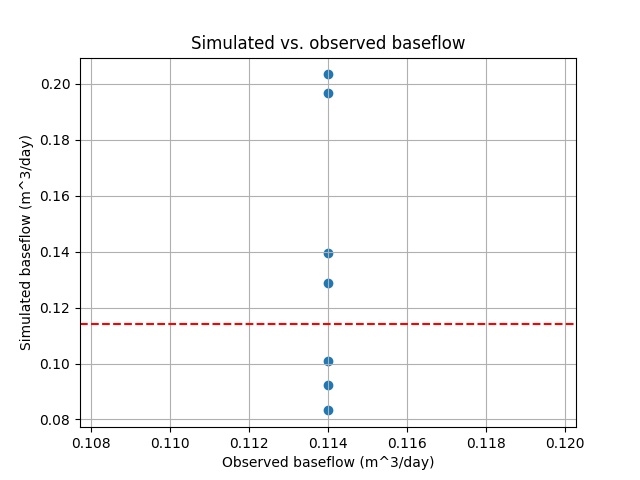 Simulated vs. observed baseflow
Simulated baseflow (m^3/day)
0.20
0.18
0.16
0.14
0.12
0.10
0.08
0.108 0.110 0.112 0.114 0.116 0.118 0.120
Observed baseflow (m^3/day)